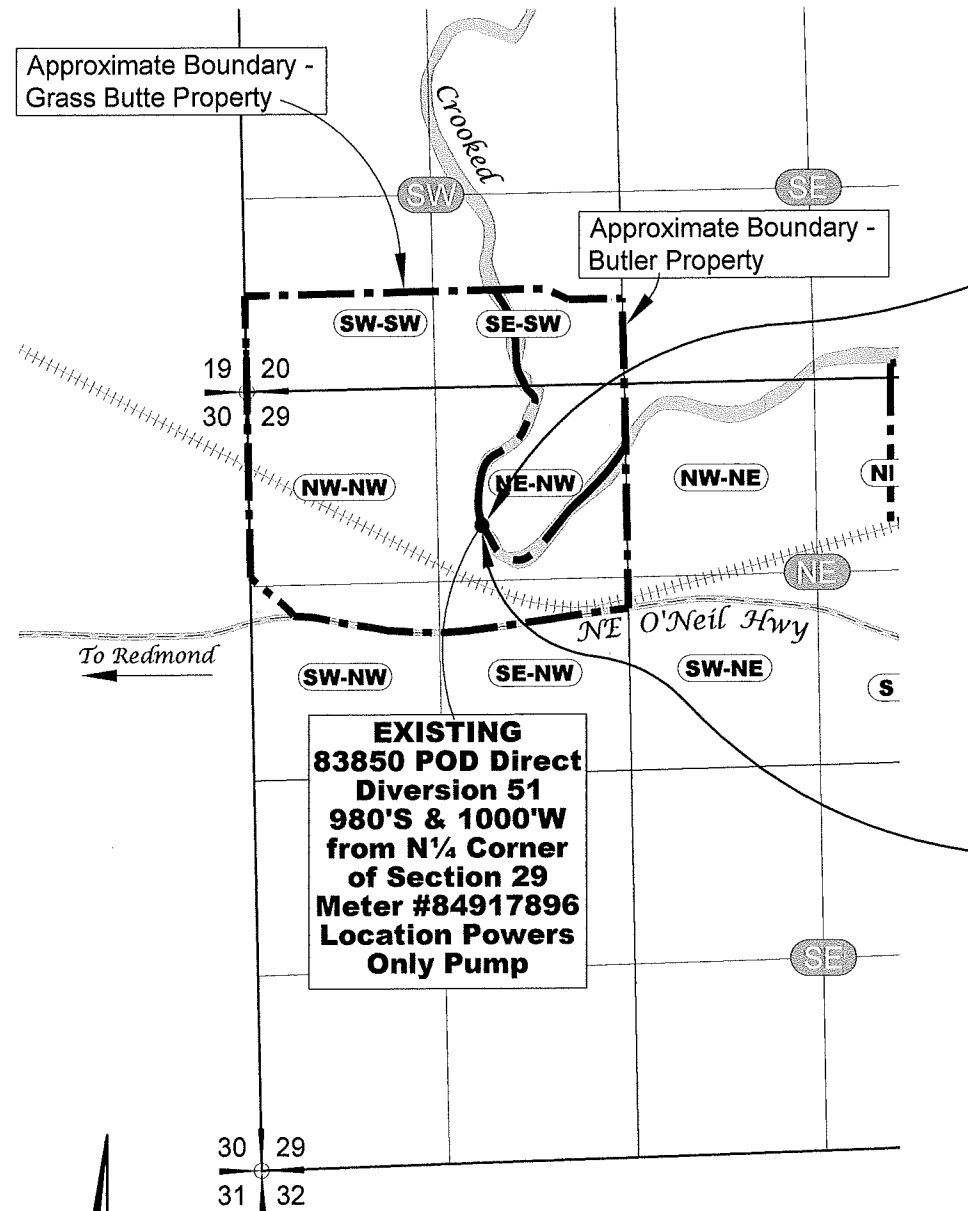 Approximate Boundary -
Grass Butte Property
Crooked
SW
SE
Approximate Boundary -
Butler Property
SW-SW
SE-SW
19 20
30 29
NW-NW
NE-NW
NW-NE
NE
NE O'Neil Hwy
To Redmond
SW-NW
SE-NW
SW-NE
S
EXISTING
83850 POD Direct
Diversion 51
980'S & 1000'W
from N¼ Corner
of Section 29
Meter #84917896
Location Powers
Only Pump
SE
30 29
31 32